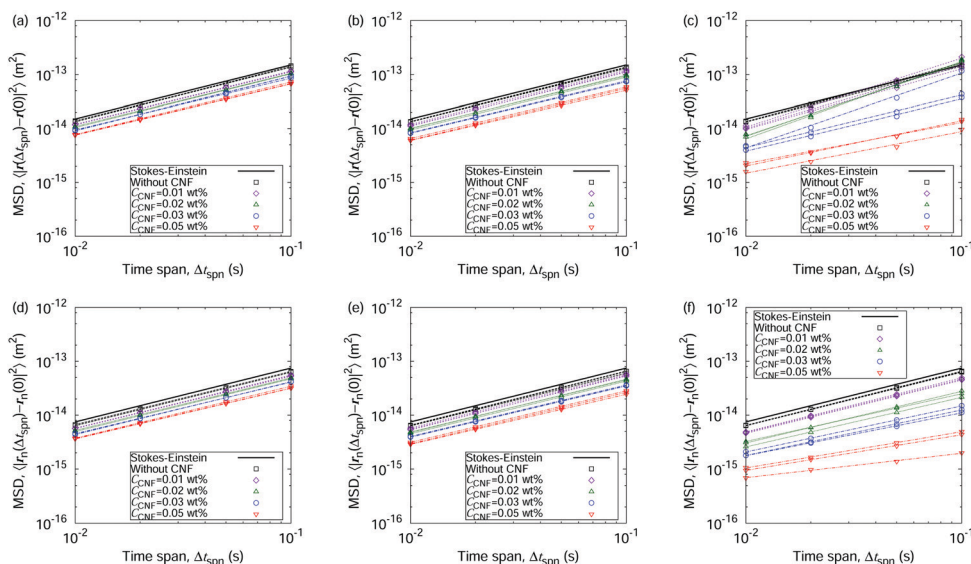 (a)
MSD, ⟨|r(Δt_spn)−r(0)|²⟩ (m²)
10⁻¹²
10⁻¹³
10⁻¹⁴
10⁻¹⁵
10⁻¹⁶
Stokes-Einstein
Without CNF
C_CNF=0.01 wt%
C_CNF=0.02 wt%
C_CNF=0.03 wt%
C_CNF=0.05 wt%
10⁻² 10⁻¹
Time span, Δt_spn (s)
(b)
MSD, ⟨|r(Δt_spn)−r(0)|²⟩ (m²)
10⁻¹²
10⁻¹³
10⁻¹⁴
10⁻¹⁵
10⁻¹⁶
Stokes-Einstein
Without CNF
C_CNF=0.01 wt%
C_CNF=0.02 wt%
C_CNF=0.03 wt%
C_CNF=0.05 wt%
10⁻² 10⁻¹
Time span, Δt_spn (s)
(c)
MSD, ⟨|r(Δt_spn)−r(0)|²⟩ (m²)
10⁻¹²
10⁻¹³
10⁻¹⁴
10⁻¹⁵
10⁻¹⁶
Stokes-Einstein
Without CNF
C_CNF=0.01 wt%
C_CNF=0.02 wt%
C_CNF=0.03 wt%
C_CNF=0.05 wt%
10⁻² 10⁻¹
Time span, Δt_spn (s)
(d)
MSD, ⟨|r_n(Δt_spn)−r_n(0)|²⟩ (m²)
10⁻¹²
10⁻¹³
10⁻¹⁴
10⁻¹⁵
10⁻¹⁶
Stokes-Einstein
Without CNF
C_CNF=0.01 wt%
C_CNF=0.02 wt%
C_CNF=0.03 wt%
C_CNF=0.05 wt%
10⁻² 10⁻¹
Time span, Δt_spn (s)
(e)
MSD, ⟨|r_n(Δt_spn)−r_n(0)|²⟩ (m²)
10⁻¹²
10⁻¹³
10⁻¹⁴
10⁻¹⁵
10⁻¹⁶
Stokes-Einstein
Without CNF
C_CNF=0.01 wt%
C_CNF=0.02 wt%
C_CNF=0.03 wt%
C_CNF=0.05 wt%
10⁻² 10⁻¹
Time span, Δt_spn (s)
(f)
MSD, ⟨|r_n(Δt_spn)−r_n(0)|²⟩ (m²)
10⁻¹²
10⁻¹³
10⁻¹⁴
10⁻¹⁵
10⁻¹⁶
Stokes-Einstein
Without CNF
C_CNF=0.01 wt%
C_CNF=0.02 wt%
C_CNF=0.03 wt%
C_CNF=0.05 wt%
10⁻² 10⁻¹
Time span, Δt_spn (s)